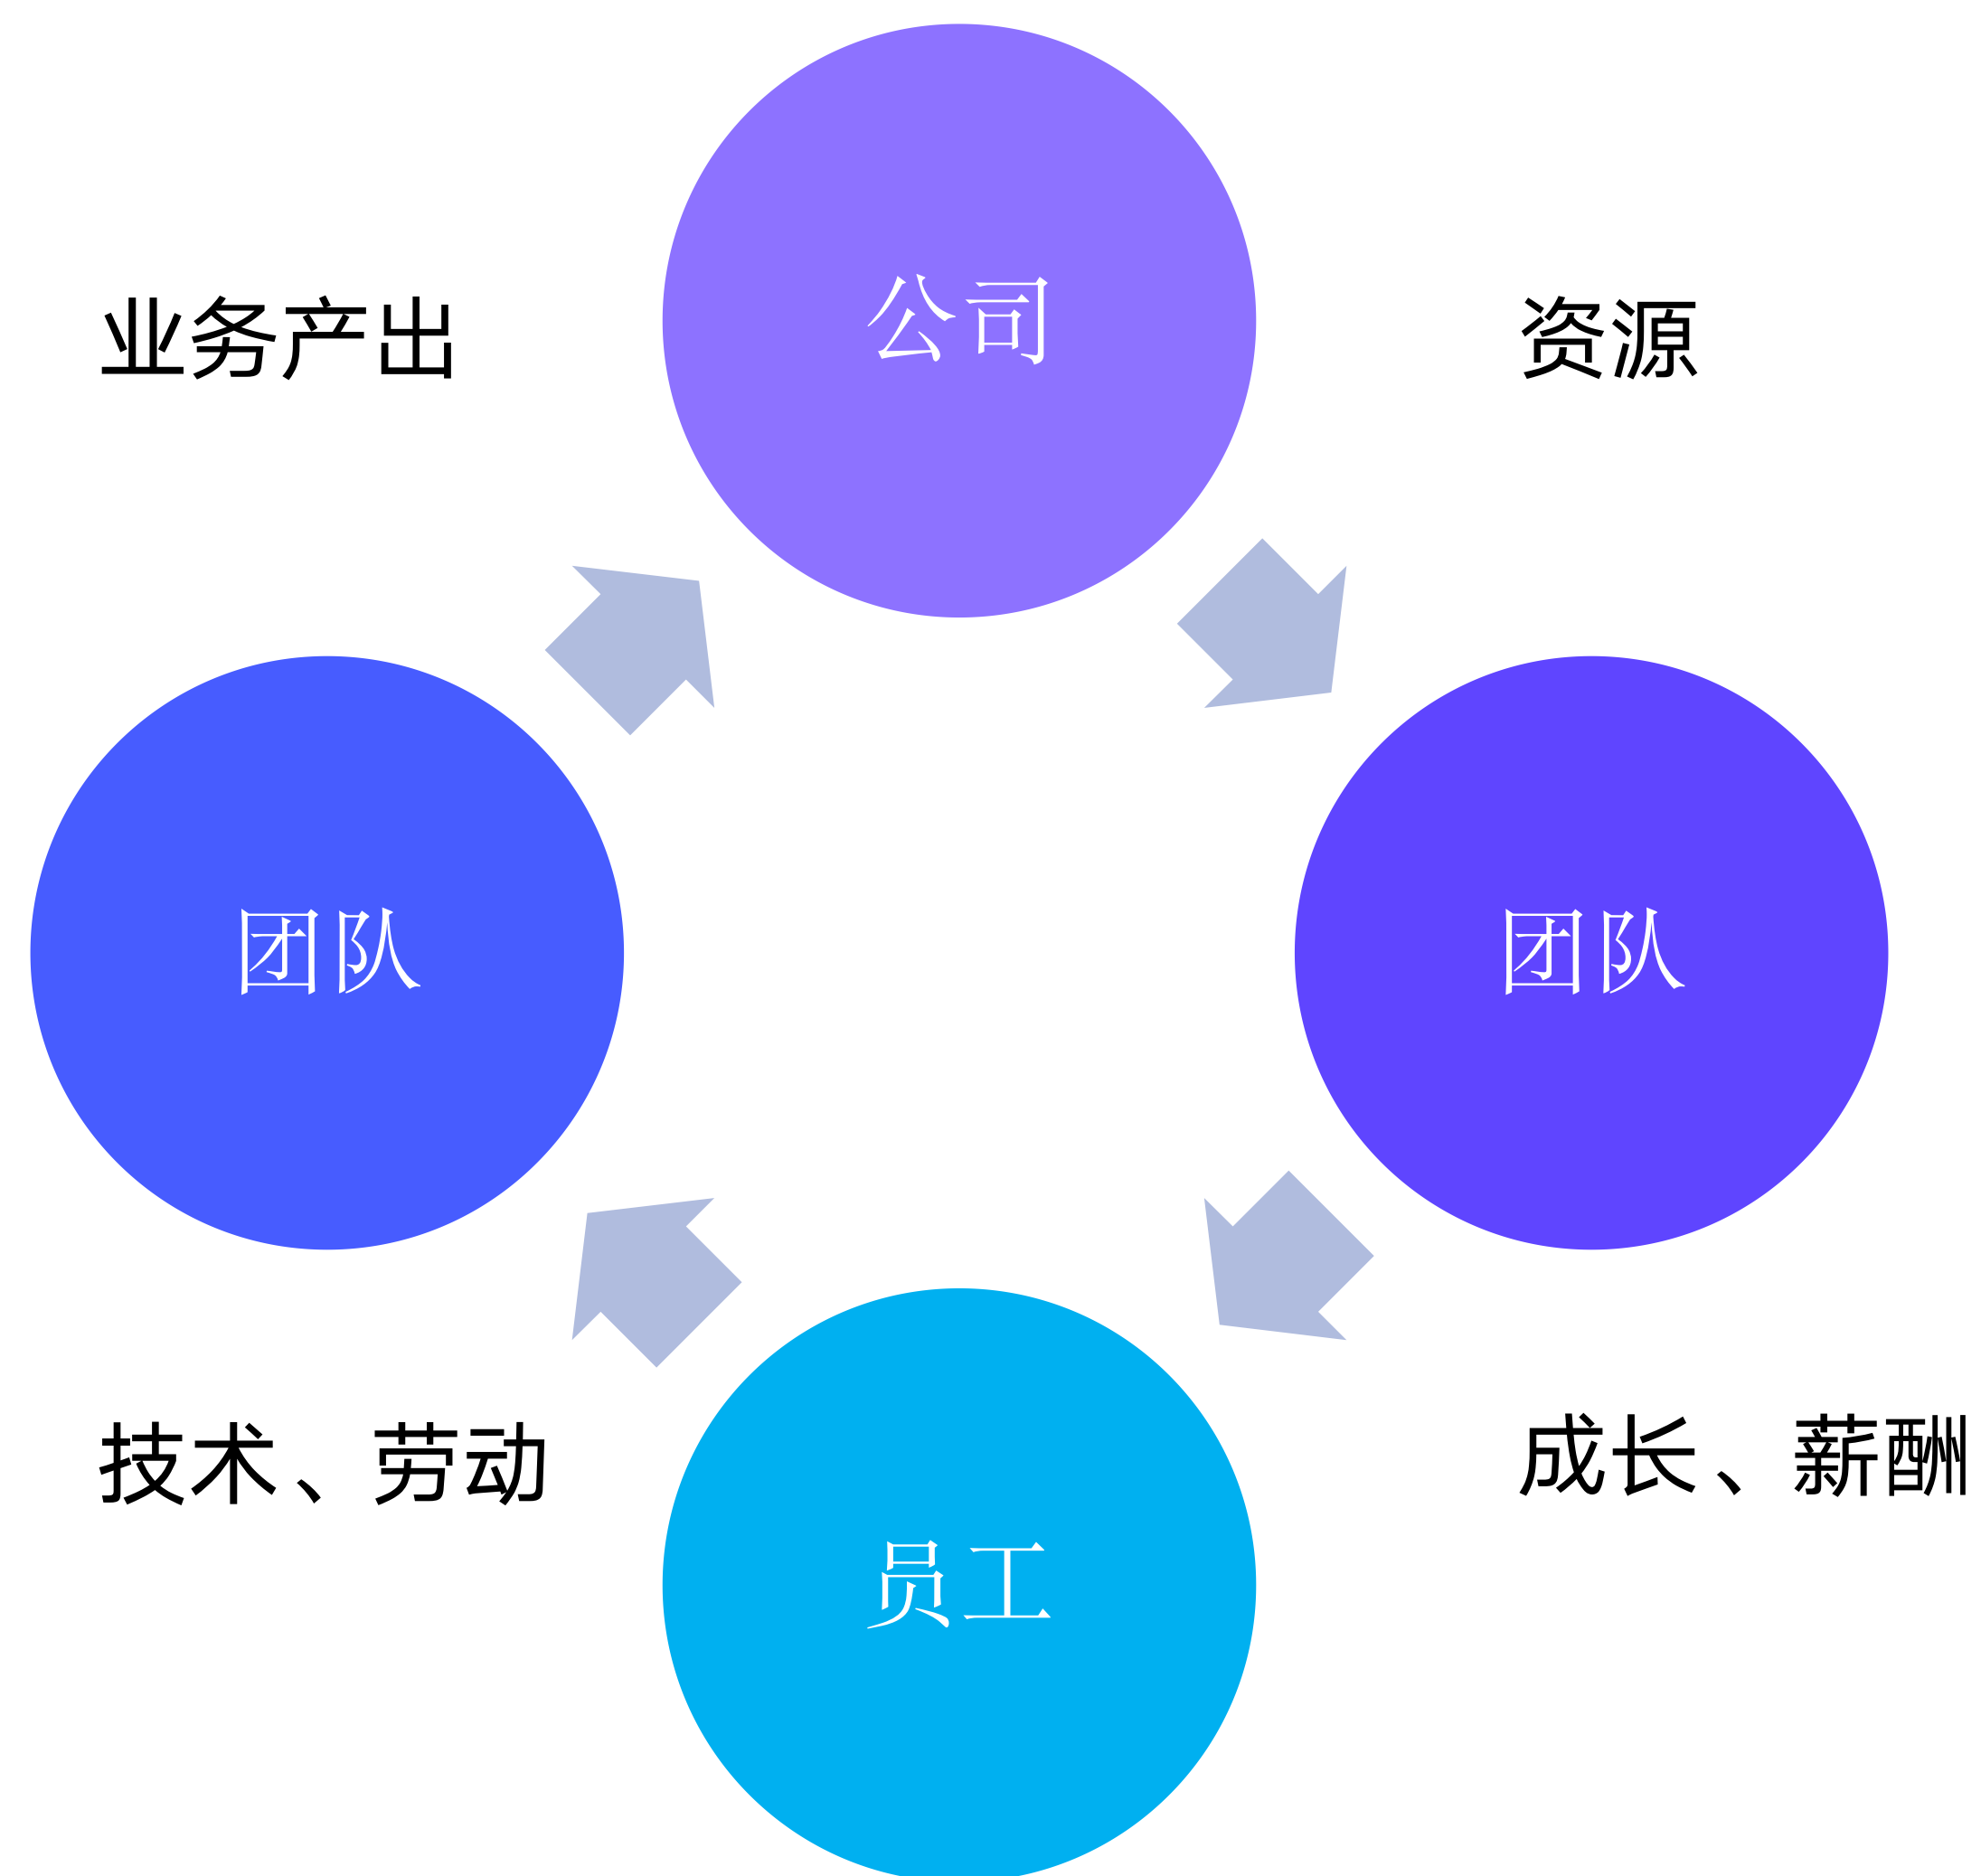 公司
业务产出
资源
团队
团队
技术、劳动
成长、薪酬
员工